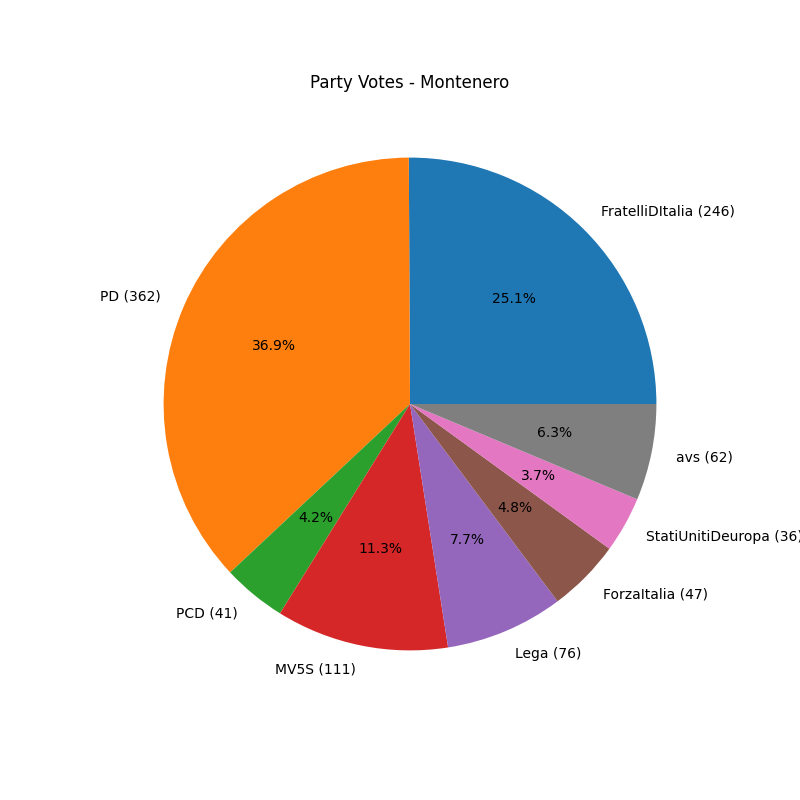 Party Votes - Montenero
FratelliDItalia (246)
25.1%
PD (362)
36.9%
PCD (41)
4.2%
MV5S (111)
11.3%
Lega (76)
7.7%
ForzaItalia (47)
4.8%
StatiUnitiDeuropa (36)
3.7%
avs (62)
6.3%